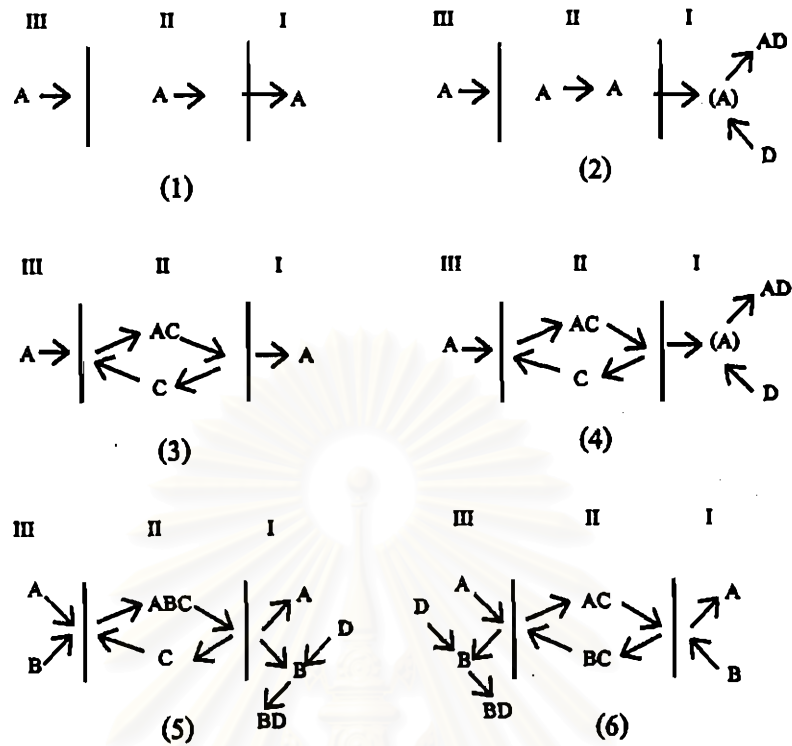 III II I
A A A
(1)
III II I
AD
A A A (A)
D
(2)
III II I
AC
A A
C
(3)
III II I
AD
AC
A (A)
C
D
(4)
III II I
A ABC A
D
B C B
BD
(5)
III II I
A AC A
D
B BC B
BD
(6)